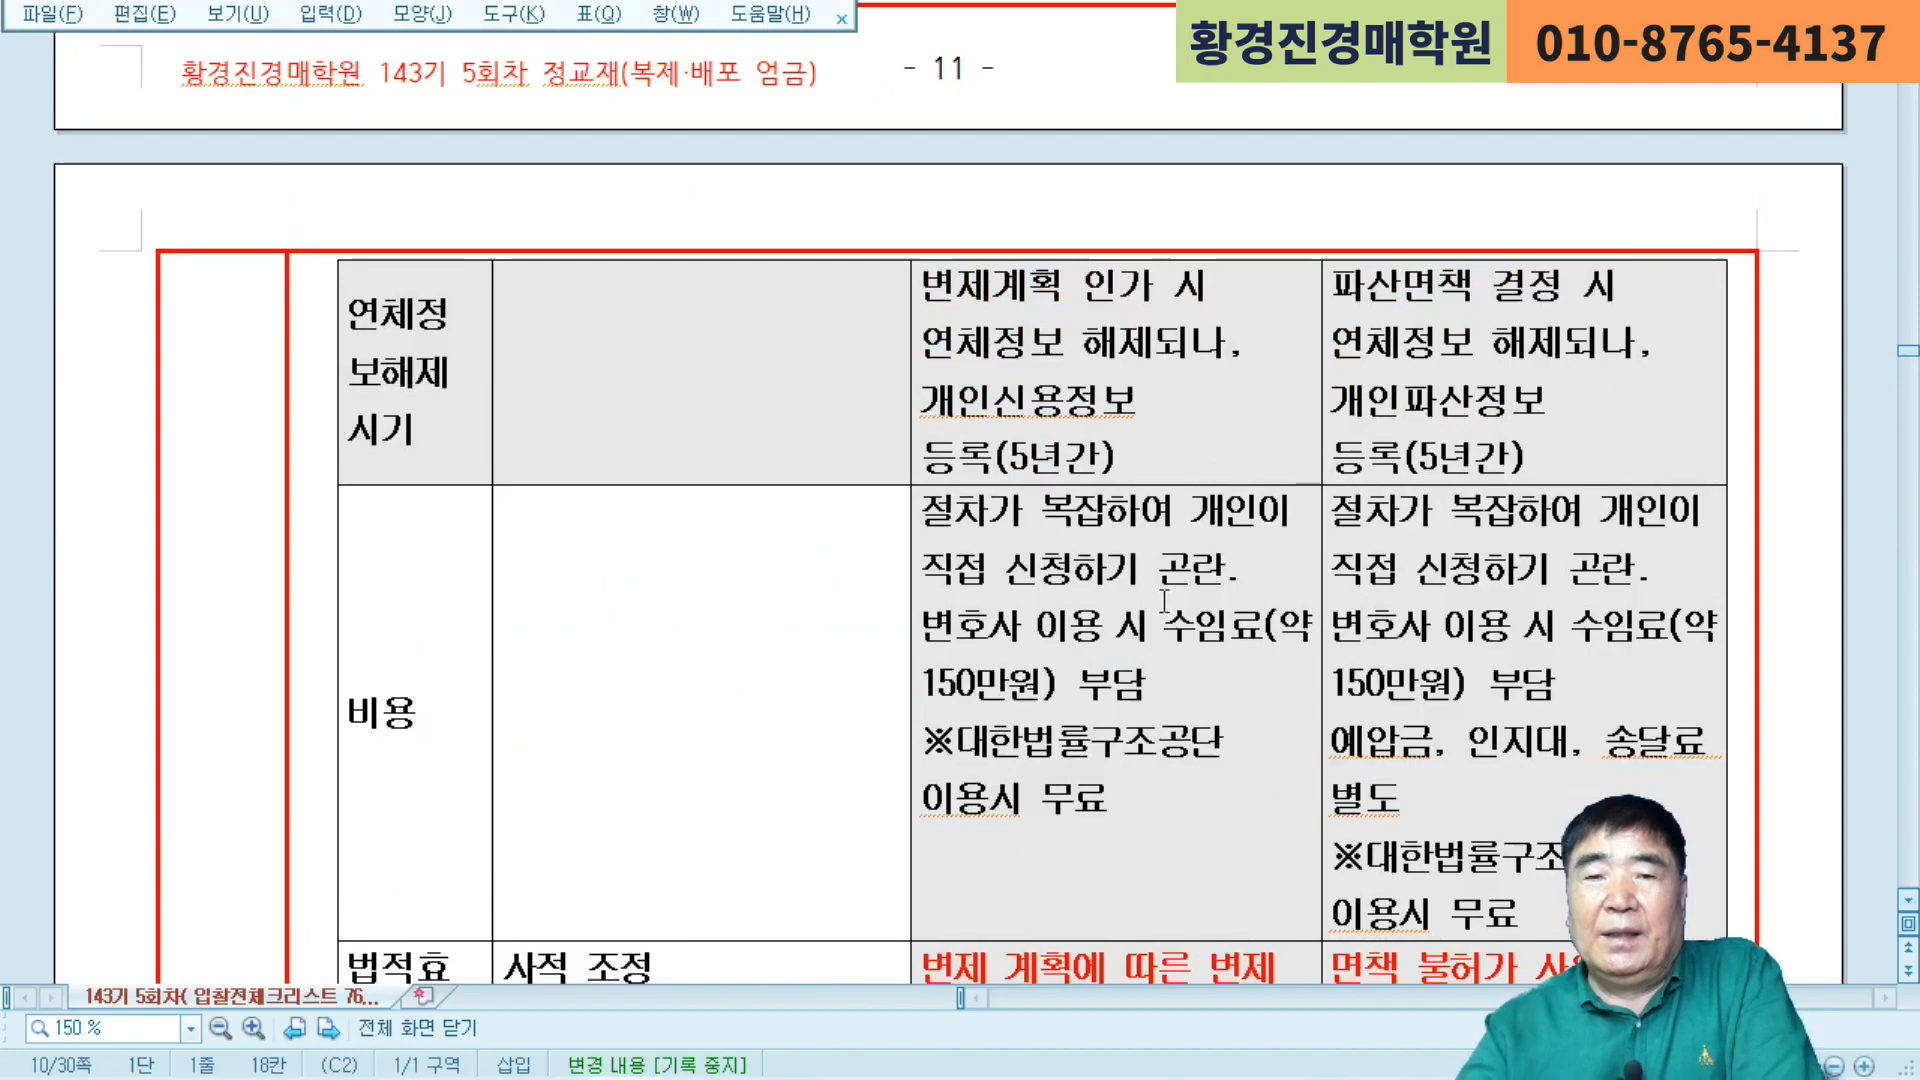 파일(F) 편집(E) 보기(U) 입력(D) 모양(J) 도구(K) 표(Q) 창(W) 도움말(H) x
황경진경매학원 010-8765-4137
황경진경매학원 143기 5회차 정교재(복제·배포 엄금) - 11 -
연체정
보해제
시기
변제계획 인가 시
연체정보 해제되나,
개인신용정보
등록(5년간)
파산면책 결정 시
연체정보 해제되나,
개인파산정보
등록(5년간)
비용
절차가 복잡하여 개인이
직접 신청하기 곤란.
변호사 이용 시 수임료(약
150만원) 부담
※대한법률구조공단
이용시 무료
절차가 복잡하여 개인이
직접 신청하기 곤란.
변호사 이용 시 수임료(약
150만원) 부담
예압금, 인지대, 송달료
별도
※대한법률구조
이용시 무료
법적효 사적 조정 변제 계획에 따른 변제 면책 불허가
143기 5회차( 입찰전체크리스트 76...
150 % 전체 화면 닫기
10/30쪽 1단 1줄 18칸 (C2) 1/1 구역 삽입 변경 내용 [기록 중지]